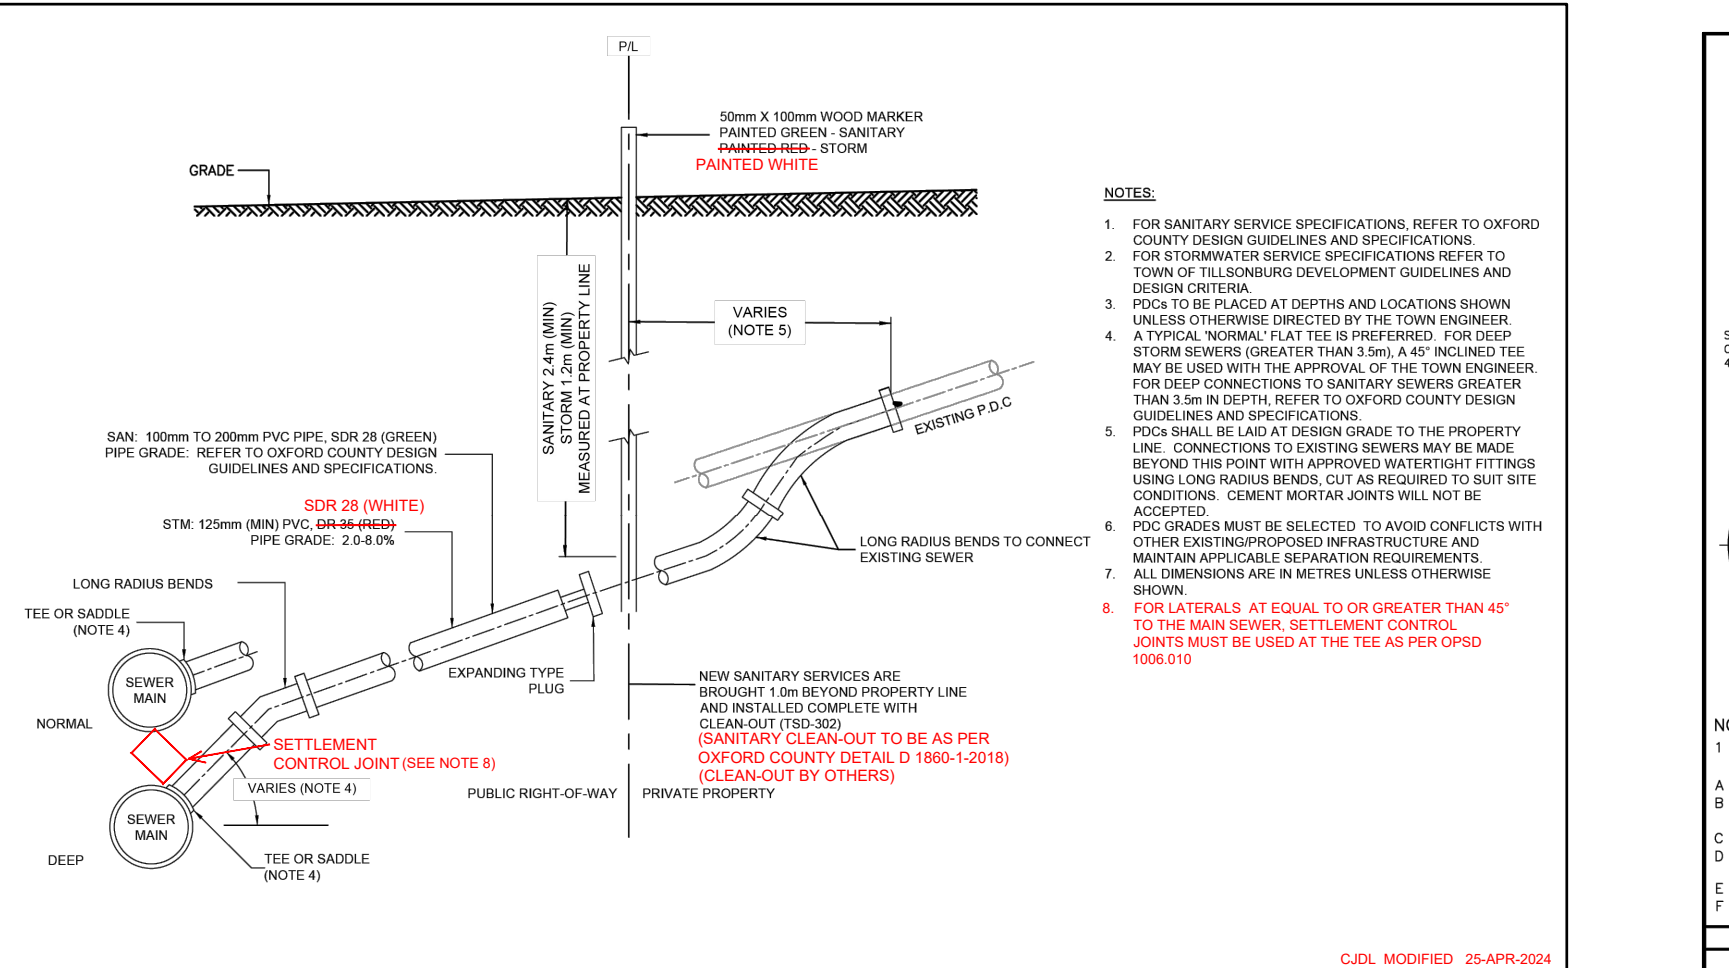 P/L
50mm X 100mm WOOD MARKER
PAINTED GREEN - SANITARY
PAINTED RED - STORM
PAINTED WHITE
GRADE
SANITARY 2.4m (MIN)
STORM 1.2m (MIN)
MEASURED AT PROPERTY LINE
VARIES
(NOTE 5)
EXISTING P.D.C
SAN: 100mm TO 200mm PVC PIPE, SDR 28 (GREEN)
PIPE GRADE: REFER TO OXFORD COUNTY DESIGN
GUIDELINES AND SPECIFICATIONS.
SDR 28 (WHITE)
STM: 125mm (MIN) PVC, DR 35 (RED)
PIPE GRADE: 2.0-8.0%
LONG RADIUS BENDS TO CONNECT
EXISTING SEWER
LONG RADIUS BENDS
TEE OR SADDLE
(NOTE 4)
SEWER
MAIN
NORMAL
EXPANDING TYPE
PLUG
NEW SANITARY SERVICES ARE
BROUGHT 1.0m BEYOND PROPERTY LINE
AND INSTALLED COMPLETE WITH
CLEAN-OUT (TSD-302)
(SANITARY CLEAN-OUT TO BE AS PER
OXFORD COUNTY DETAIL D 1860-1-2018)
(CLEAN-OUT BY OTHERS)
SETTLEMENT
CONTROL JOINT (SEE NOTE 8)
VARIES (NOTE 4)
PUBLIC RIGHT-OF-WAY
PRIVATE PROPERTY
SEWER
MAIN
DEEP
TEE OR SADDLE
(NOTE 4)
NOTES:
1. FOR SANITARY SERVICE SPECIFICATIONS, REFER TO OXFORD
COUNTY DESIGN GUIDELINES AND SPECIFICATIONS.
2. FOR STORMWATER SERVICE SPECIFICATIONS REFER TO
TOWN OF TILLSONBURG DEVELOPMENT GUIDELINES AND
DESIGN CRITERIA.
3. PDCs TO BE PLACED AT DEPTHS AND LOCATIONS SHOWN
UNLESS OTHERWISE DIRECTED BY THE TOWN ENGINEER.
4. A TYPICAL 'NORMAL' FLAT TEE IS PREFERRED. FOR DEEP
STORM SEWERS (GREATER THAN 3.5m), A 45° INCLINED TEE
MAY BE USED WITH THE APPROVAL OF THE TOWN ENGINEER.
FOR DEEP CONNECTIONS TO SANITARY SEWERS GREATER
THAN 3.5m IN DEPTH, REFER TO OXFORD COUNTY DESIGN
GUIDELINES AND SPECIFICATIONS.
5. PDCs SHALL BE LAID AT DESIGN GRADE TO THE PROPERTY
LINE. CONNECTIONS TO EXISTING SEWERS MAY BE MADE
BEYOND THIS POINT WITH APPROVED WATERTIGHT FITTINGS
USING LONG RADIUS BENDS, CUT AS REQUIRED TO SUIT SITE
CONDITIONS. CEMENT MORTAR JOINTS WILL NOT BE
ACCEPTED.
6. PDC GRADES MUST BE SELECTED TO AVOID CONFLICTS WITH
OTHER EXISTING/PROPOSED INFRASTRUCTURE AND
MAINTAIN APPLICABLE SEPARATION REQUIREMENTS.
7. ALL DIMENSIONS ARE IN METRES UNLESS OTHERWISE
SHOWN.
8. FOR LATERALS AT EQUAL TO OR GREATER THAN 45°
TO THE MAIN SEWER, SETTLEMENT CONTROL
JOINTS MUST BE USED AT THE TEE AS PER OPSD
1006.010
CJDL MODIFIED 25-APR-2024
1
A
B
C
D
E
F